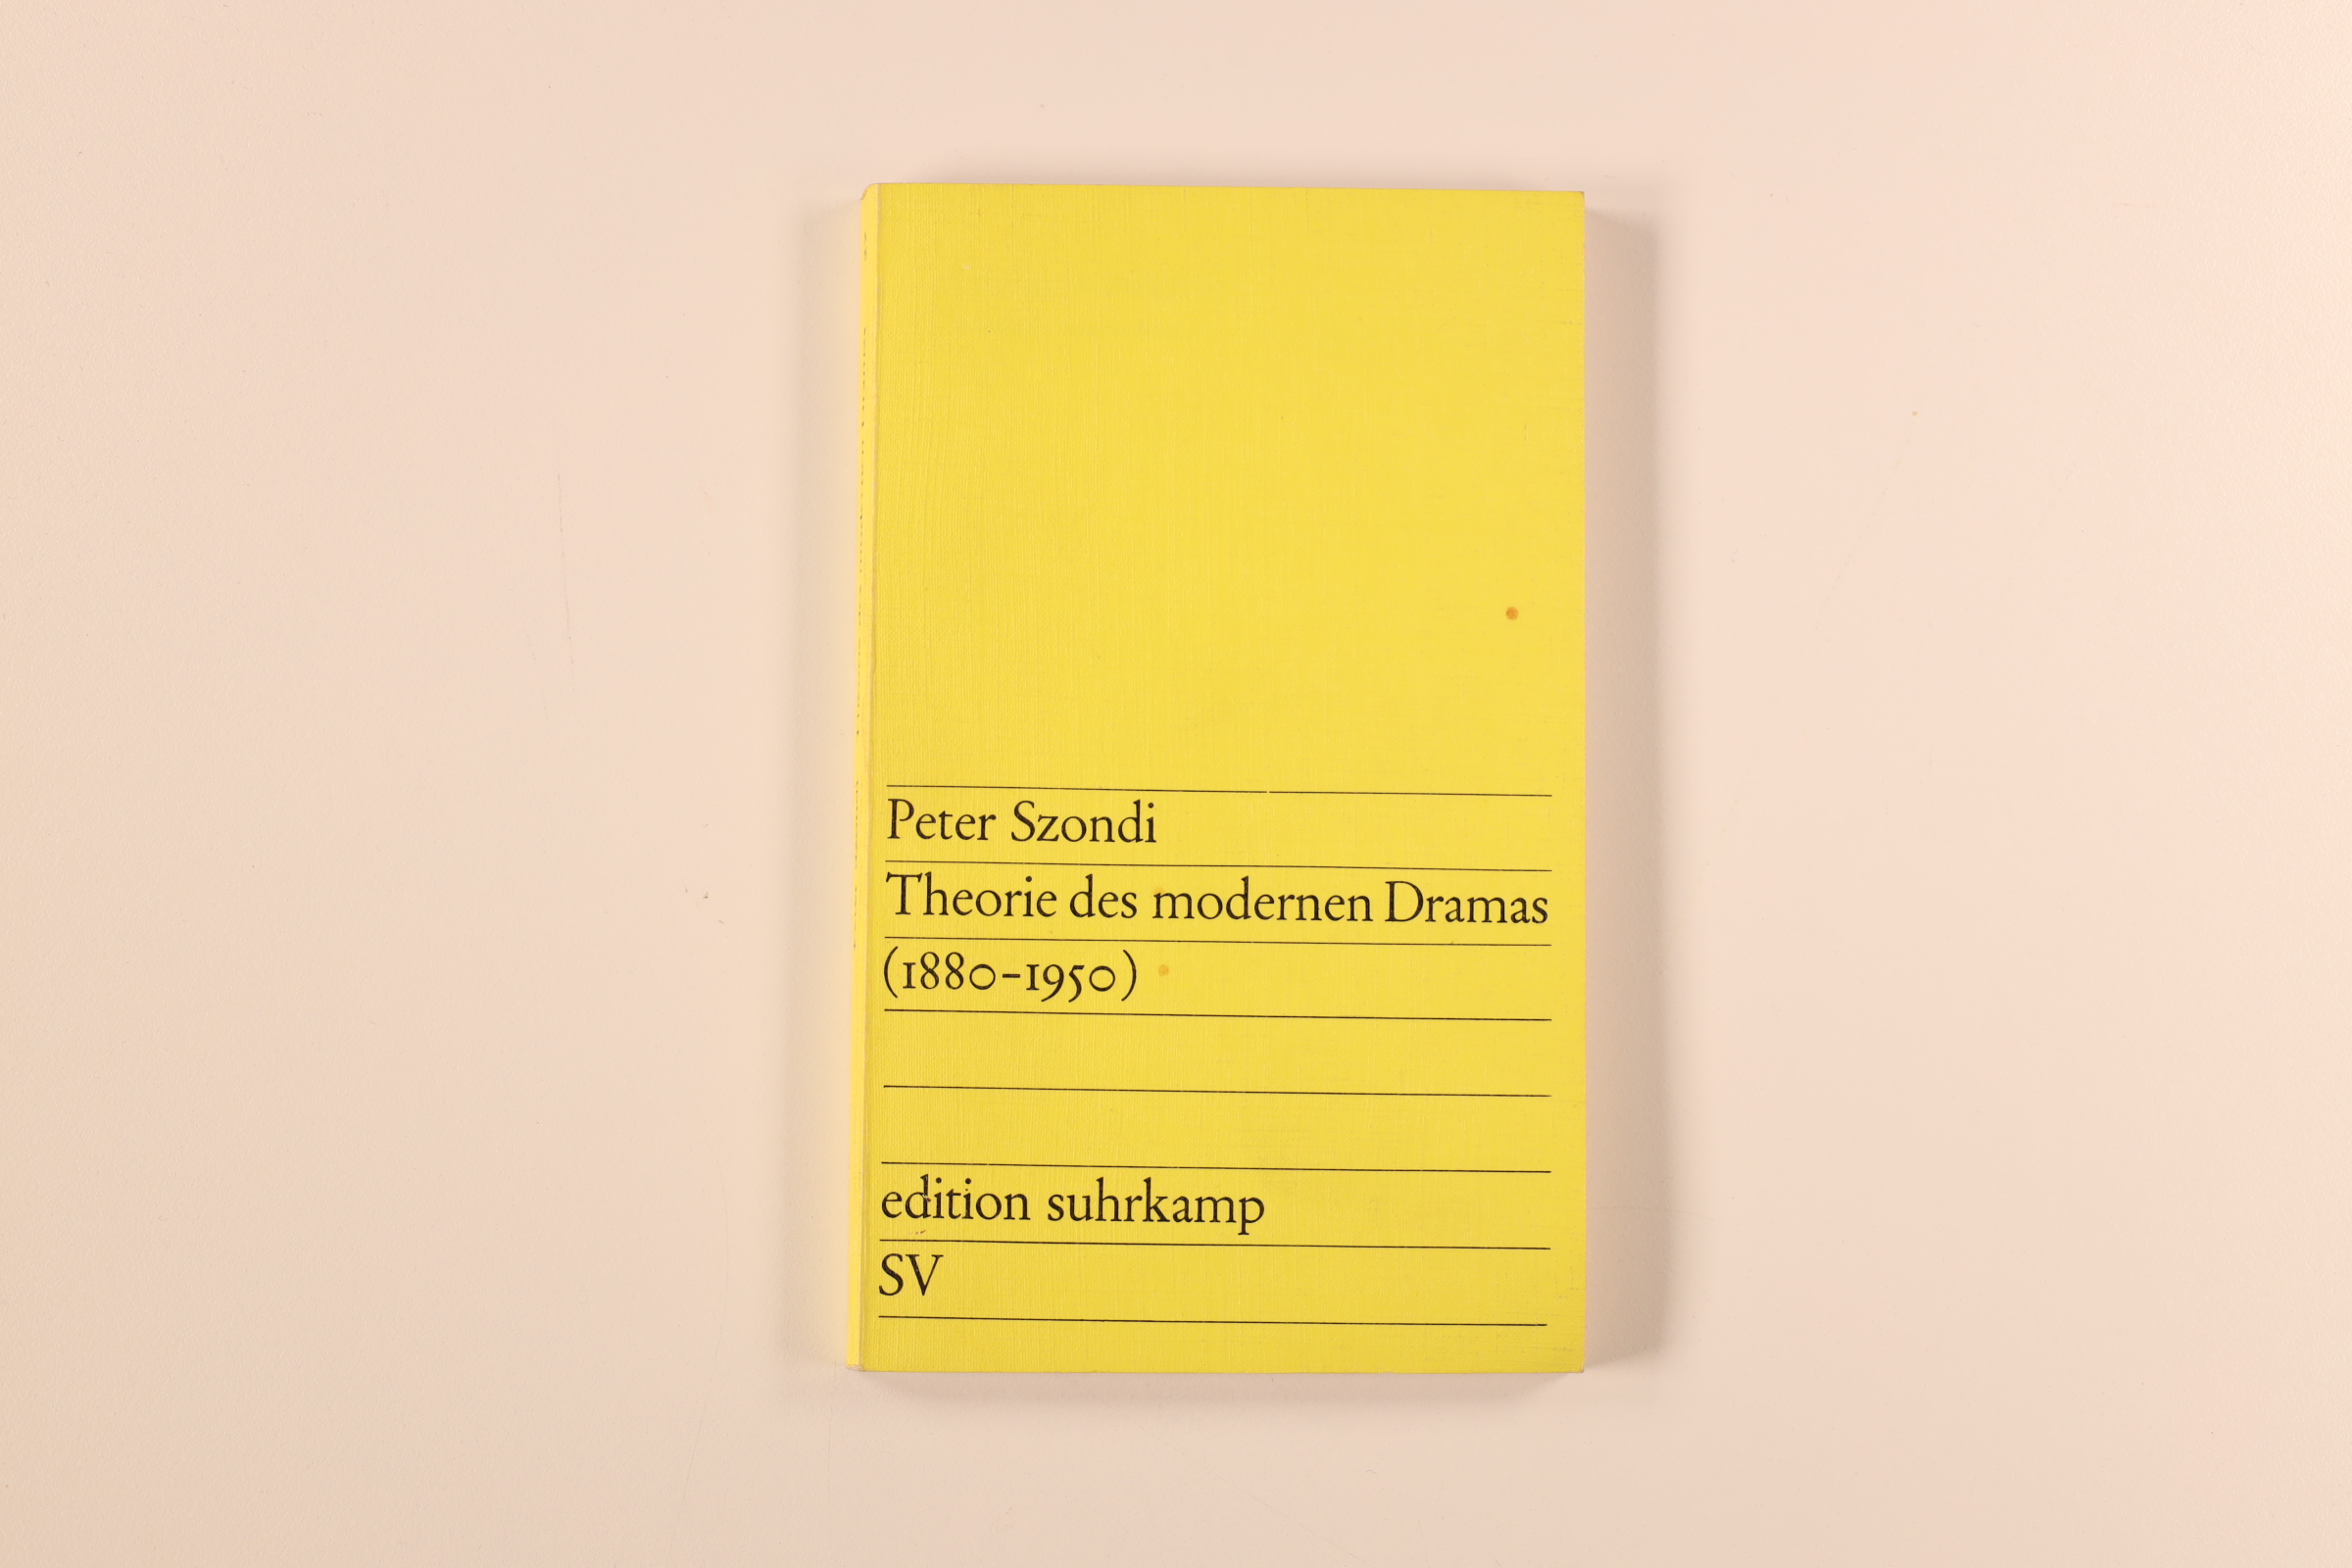 Peter Szondi
Theorie des modernen Dramas
(1880–1950)
edition suhrkamp
SV